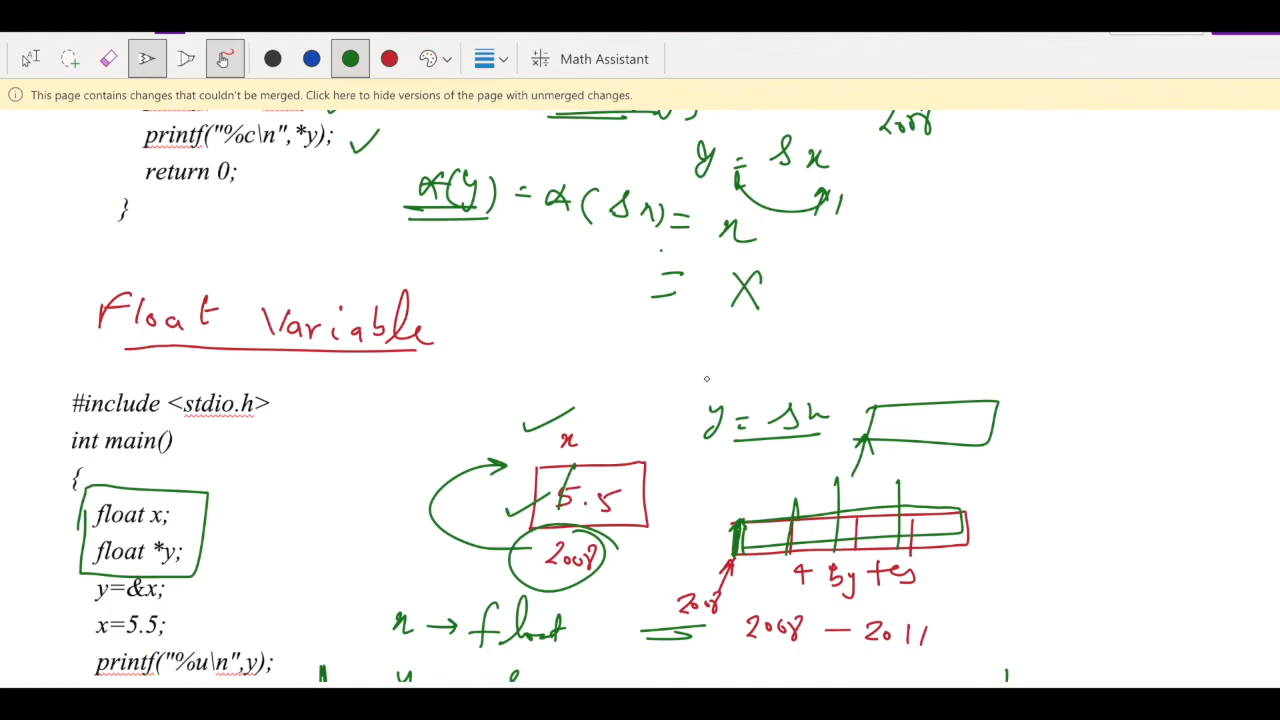 Math Assistant
This page contains changes that couldn't be merged. Click here to hide versions of the page with unmerged changes.
printf("%c\n",*y);
return 0;
}
2008
y = &x
*(y) = *(&x) = x
= X
Float Variable
#include <stdio.h>
int main()
{
float x;
float *y;
y=&x;
x=5.5;
printf("%u\n",y);
x
5.5
2008
y = &x
2008
4 Bytes
2008 - 2011
x → float